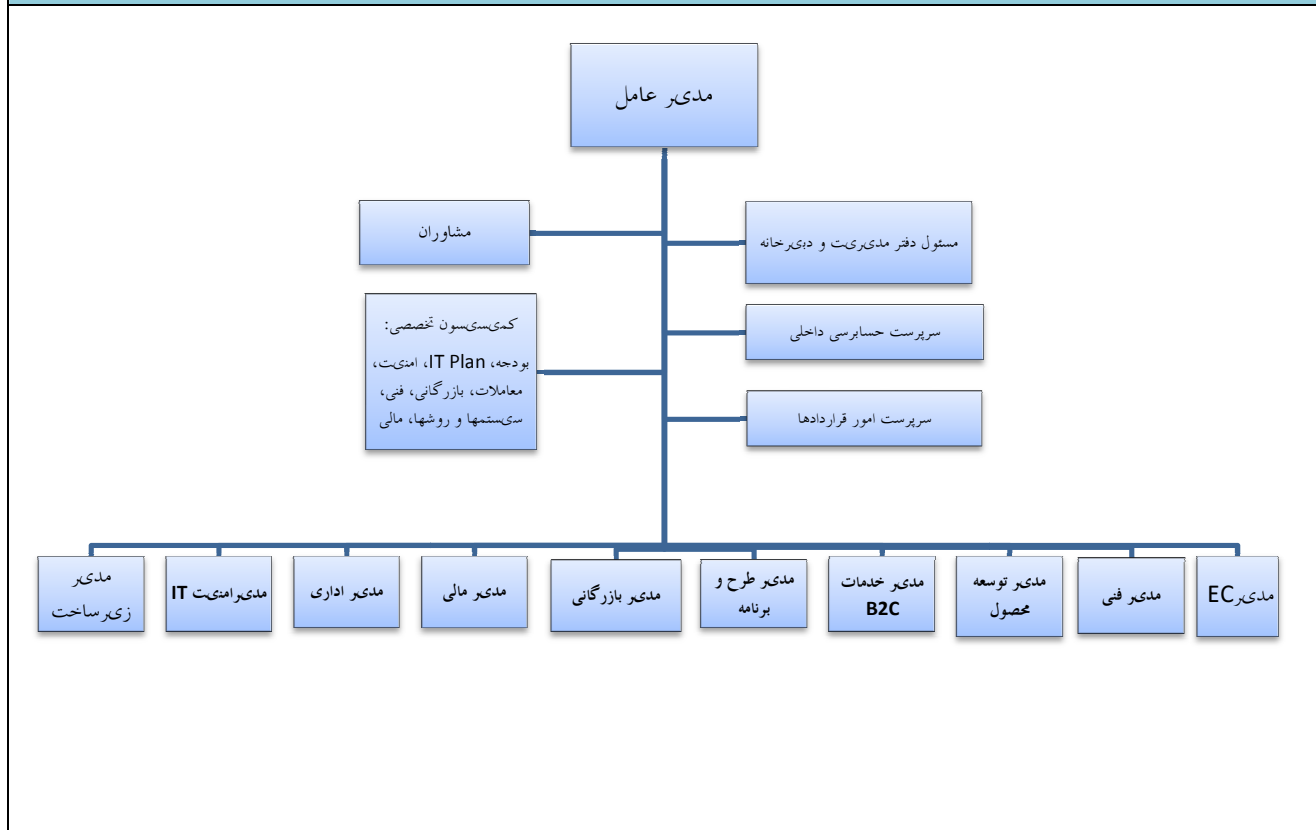 مدیر عامل
مسئول دفتر مدیریت و دبیرخانه
مشاوران
کمیسیون تخصصی:
بودجه، IT Plan، امنیت،
معاملات، بازرگانی، فنی،
سیستمها و روشها، مالی
سرپرست حسابرسی داخلی
سرپرست امور قراردادها
مدیرEC
مدیر فنی
مدیر توسعه
محصول
مدیر خدمات
B2C
مدیر طرح و
برنامه
مدیر بازرگانی
مدیر مالی
مدیر اداری
مدیرامنیت IT
مدیر
زیرساخت